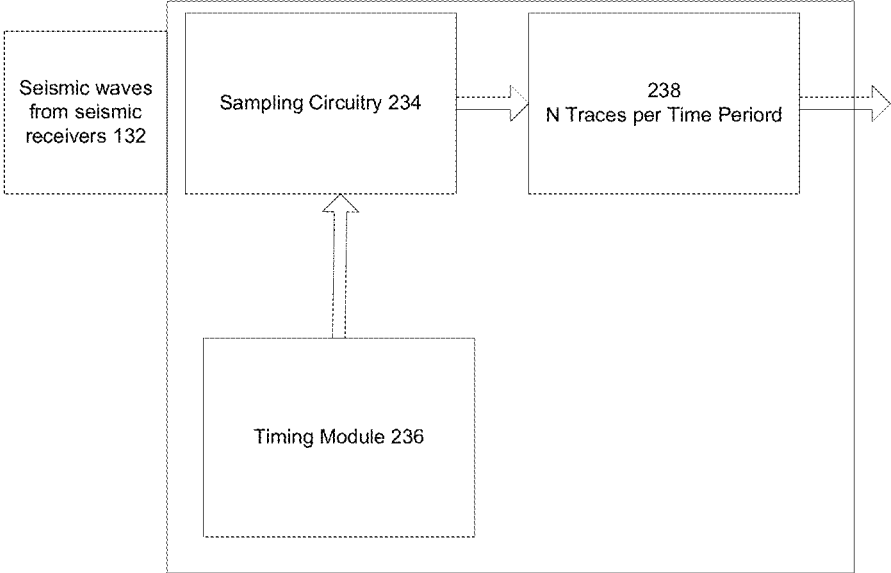 Seismic waves
from seismic
receivers 132
Sampling Circuitry 234
238
N Traces per Time Periord
Timing Module 236